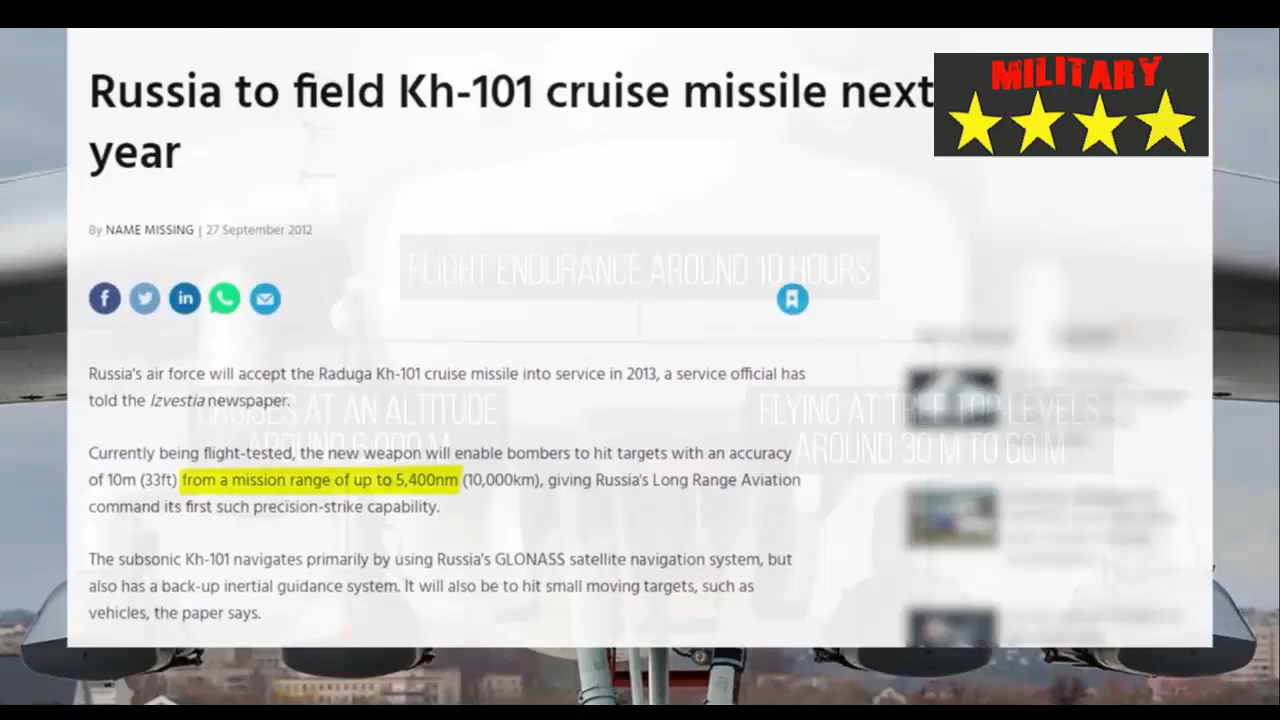 Russia to field Kh-101 cruise missile next
year
MILITARY
By NAME MISSING | 27 September 2012
FLIGHT ENDURANCE AROUND 10 HOURS
Russia's air force will accept the Raduga Kh-101 cruise missile into service in 2013, a service official has
told the Izvestia newspaper.
CRUISES AT AN ALTITUDE
AROUND 6,000 M
FLYING AT TREE TOP LEVELS
AROUND 30 M TO 60 M
Currently being flight-tested, the new weapon will enable bombers to hit targets with an accuracy
of 10m (33ft) from a mission range of up to 5,400nm (10,000km), giving Russia's Long Range Aviation
command its first such precision-strike capability.
The subsonic Kh-101 navigates primarily by using Russia's GLONASS satellite navigation system, but
also has a back-up inertial guidance system. It will also be to hit small moving targets, such as
vehicles, the paper says.